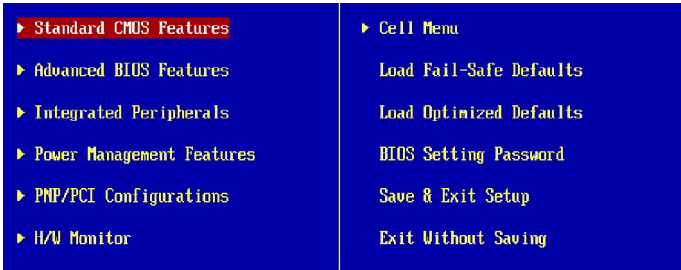 Standard CMOS Features
Advanced BIOS Features
Integrated Peripherals
Power Management Features
PNP/PCI Configurations
H/W Monitor
Cell Menu
Load Fail-Safe Defaults
Load Optimized Defaults
BIOS Setting Password
Save & Exit Setup
Exit Without Saving